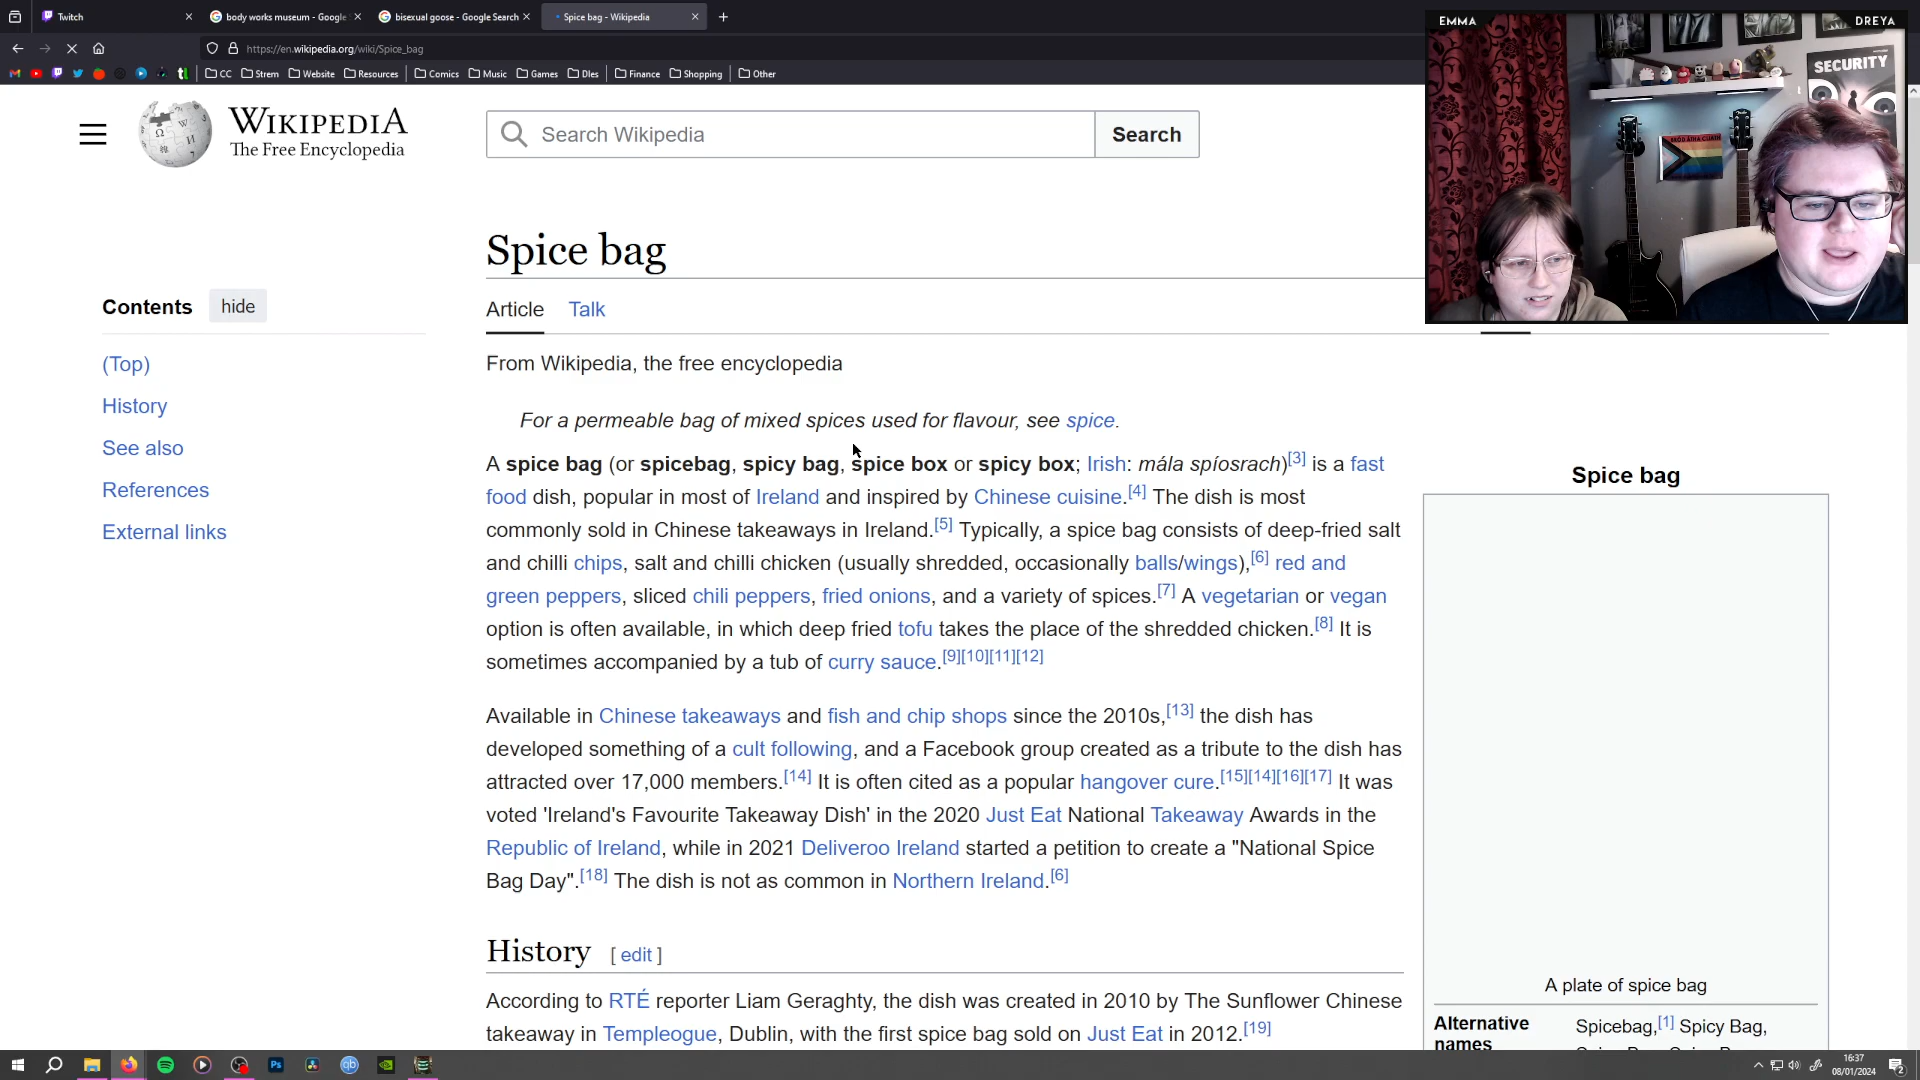 Twitch
body works museum - Google
bisexual goose - Google Search
Spice bag - Wikipedia
https://en.wikipedia.org/wiki/Spice_bag
CC Strem Website Resources Comics Music Games Dles Finance Shopping Other
EMMA
DREYA
SECURITY
WIKIPEDIA
The Free Encyclopedia
Search Wikipedia
Search
Spice bag
Contents hide
Article Talk
(Top)
History
See also
References
External links
From Wikipedia, the free encyclopedia
For a permeable bag of mixed spices used for flavour, see spice.
A spice bag (or spicebag, spicy bag, spice box or spicy box; Irish: mála spíosrach)[3] is a fast
food dish, popular in most of Ireland and inspired by Chinese cuisine.[4] The dish is most
commonly sold in Chinese takeaways in Ireland.[5] Typically, a spice bag consists of deep-fried salt
and chilli chips, salt and chilli chicken (usually shredded, occasionally balls/wings),[6] red and
green peppers, sliced chili peppers, fried onions, and a variety of spices.[7] A vegetarian or vegan
option is often available, in which deep fried tofu takes the place of the shredded chicken.[8] It is
sometimes accompanied by a tub of curry sauce.[9][10][11][12]
Available in Chinese takeaways and fish and chip shops since the 2010s,[13] the dish has
developed something of a cult following, and a Facebook group created as a tribute to the dish has
attracted over 17,000 members.[14] It is often cited as a popular hangover cure.[15][14][16][17] It was
voted 'Ireland's Favourite Takeaway Dish' in the 2020 Just Eat National Takeaway Awards in the
Republic of Ireland, while in 2021 Deliveroo Ireland started a petition to create a "National Spice
Bag Day".[18] The dish is not as common in Northern Ireland.[6]
History [ edit ]
According to RTÉ reporter Liam Geraghty, the dish was created in 2010 by The Sunflower Chinese
takeaway in Templeogue, Dublin, with the first spice bag sold on Just Eat in 2012.[19]
Spice bag
A plate of spice bag
Alternative
names
Spicebag,[1] Spicy Bag,
16:37
08/01/2024